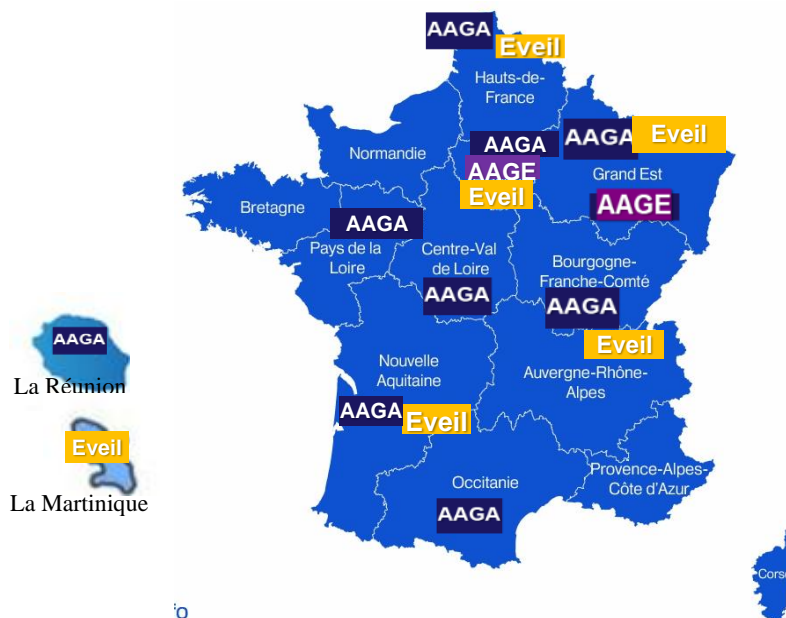 AAGA
Eveil
Hauts-de-
France
AAGA
Eveil
AAGA
Normandie
AAGE
Grand Est
Eveil
AAGE
Bretagne
AAGA
Pays de la
Loire
Centre-Val
de Loire
Bourgogne-
Franche-Comté
AAGA
AAGA
AAGA
Eveil
La Réunion
Nouvelle
Aquitaine
Auvergne-Rhône-
Alpes
AAGA
Eveil
Eveil
Provence-Alpes-
Côte d'Azur
Occitanie
La Martinique
AAGA
Corse